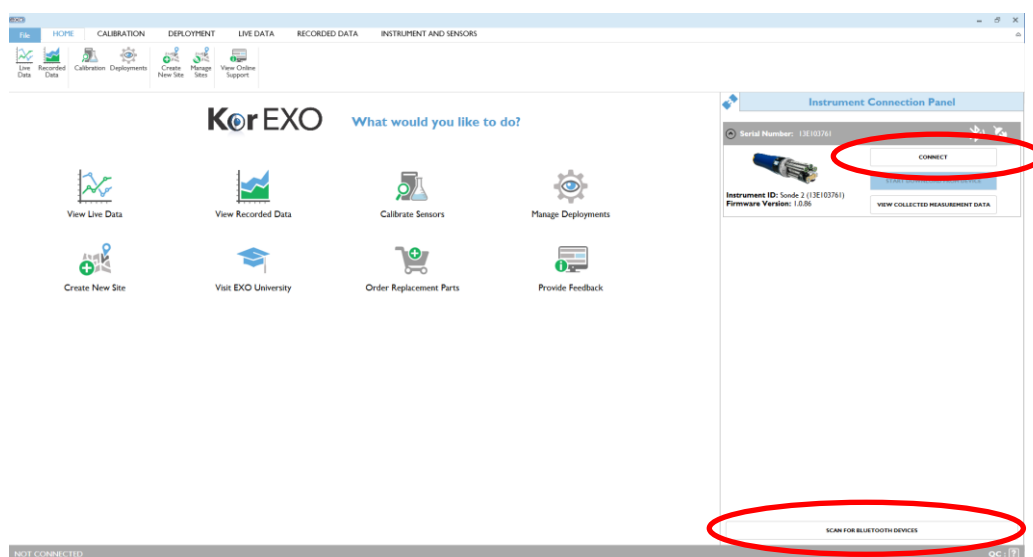 EXO
File HOME CALIBRATION DEPLOYMENT LIVE DATA RECORDED DATA INSTRUMENT AND SENSORS
Live Data
Recorded Data
Calibration
Deployments
Create New Site
Manage Sites
View Online Support
Kor EXO What would you like to do?
View Live Data
View Recorded Data
Calibrate Sensors
Manage Deployments
Create New Site
Visit EXO University
Order Replacement Parts
Provide Feedback
Instrument Connection Panel
Serial Number: 13E103761
CONNECT
Instrument ID: Sonde 2 (13E103761)
Firmware Version: 1.0.86
VIEW COLLECTED MEASUREMENT DATA
SCAN FOR BLUETOOTH DEVICES
NOT CONNECTED
QC: ?